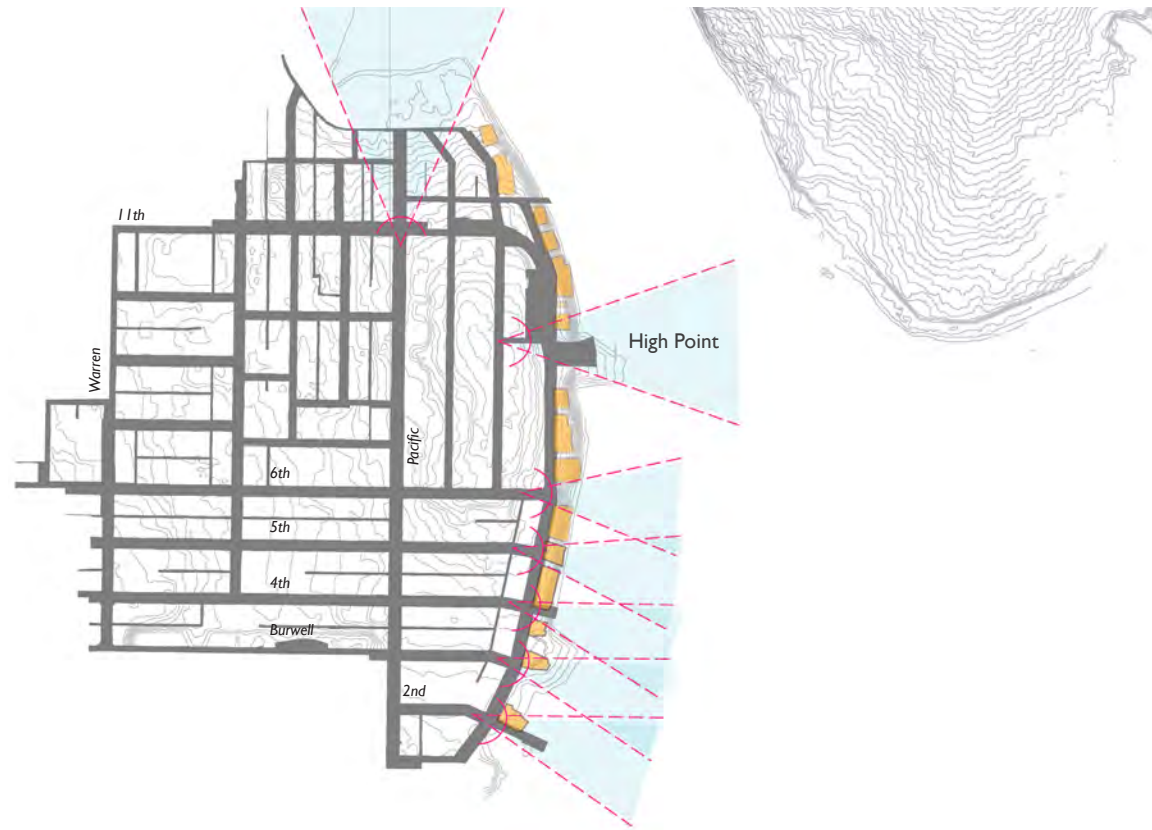 11th
High Point
Warren
Pacific
6th
5th
4th
Burwell
2nd